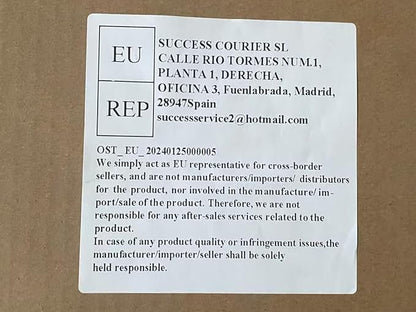 EU
REP
SUCCESS COURIER SL
CALLE RIO TORMES NUM.1,
PLANTA 1, DERECHA,
OFICINA 3, Fuenlabrada, Madrid,
28947Spain
successservice2@hotmail.com
OST_EU_20240125000005
We simply act as EU representative for cross-border
sellers, and are not manufacturers/importers/ distributors
for the product, nor involved in the manufacture/ im-
port/sale of the product. Therefore, we are not
responsible for any after-sales services related to the
product.
In case of any product quality or infringement issues,the
manufacturer/importer/seller shall be solely
held responsible.